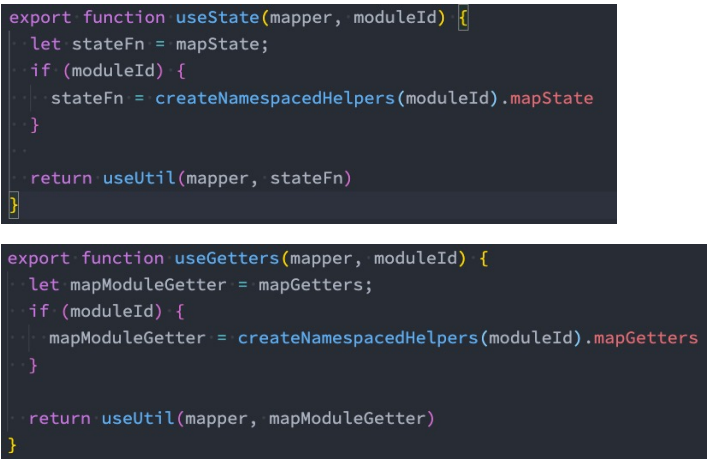 export function useState(mapper, moduleId) {
let stateFn = mapState;
if (moduleId) {
stateFn = createNamespacedHelpers(moduleId).mapState
}
return useUtil(mapper, stateFn)
}
export function useGetters(mapper, moduleId) {
let mapModuleGetter = mapGetters;
if (moduleId) {
mapModuleGetter = createNamespacedHelpers(moduleId).mapGetters
}
return useUtil(mapper, mapModuleGetter)
}